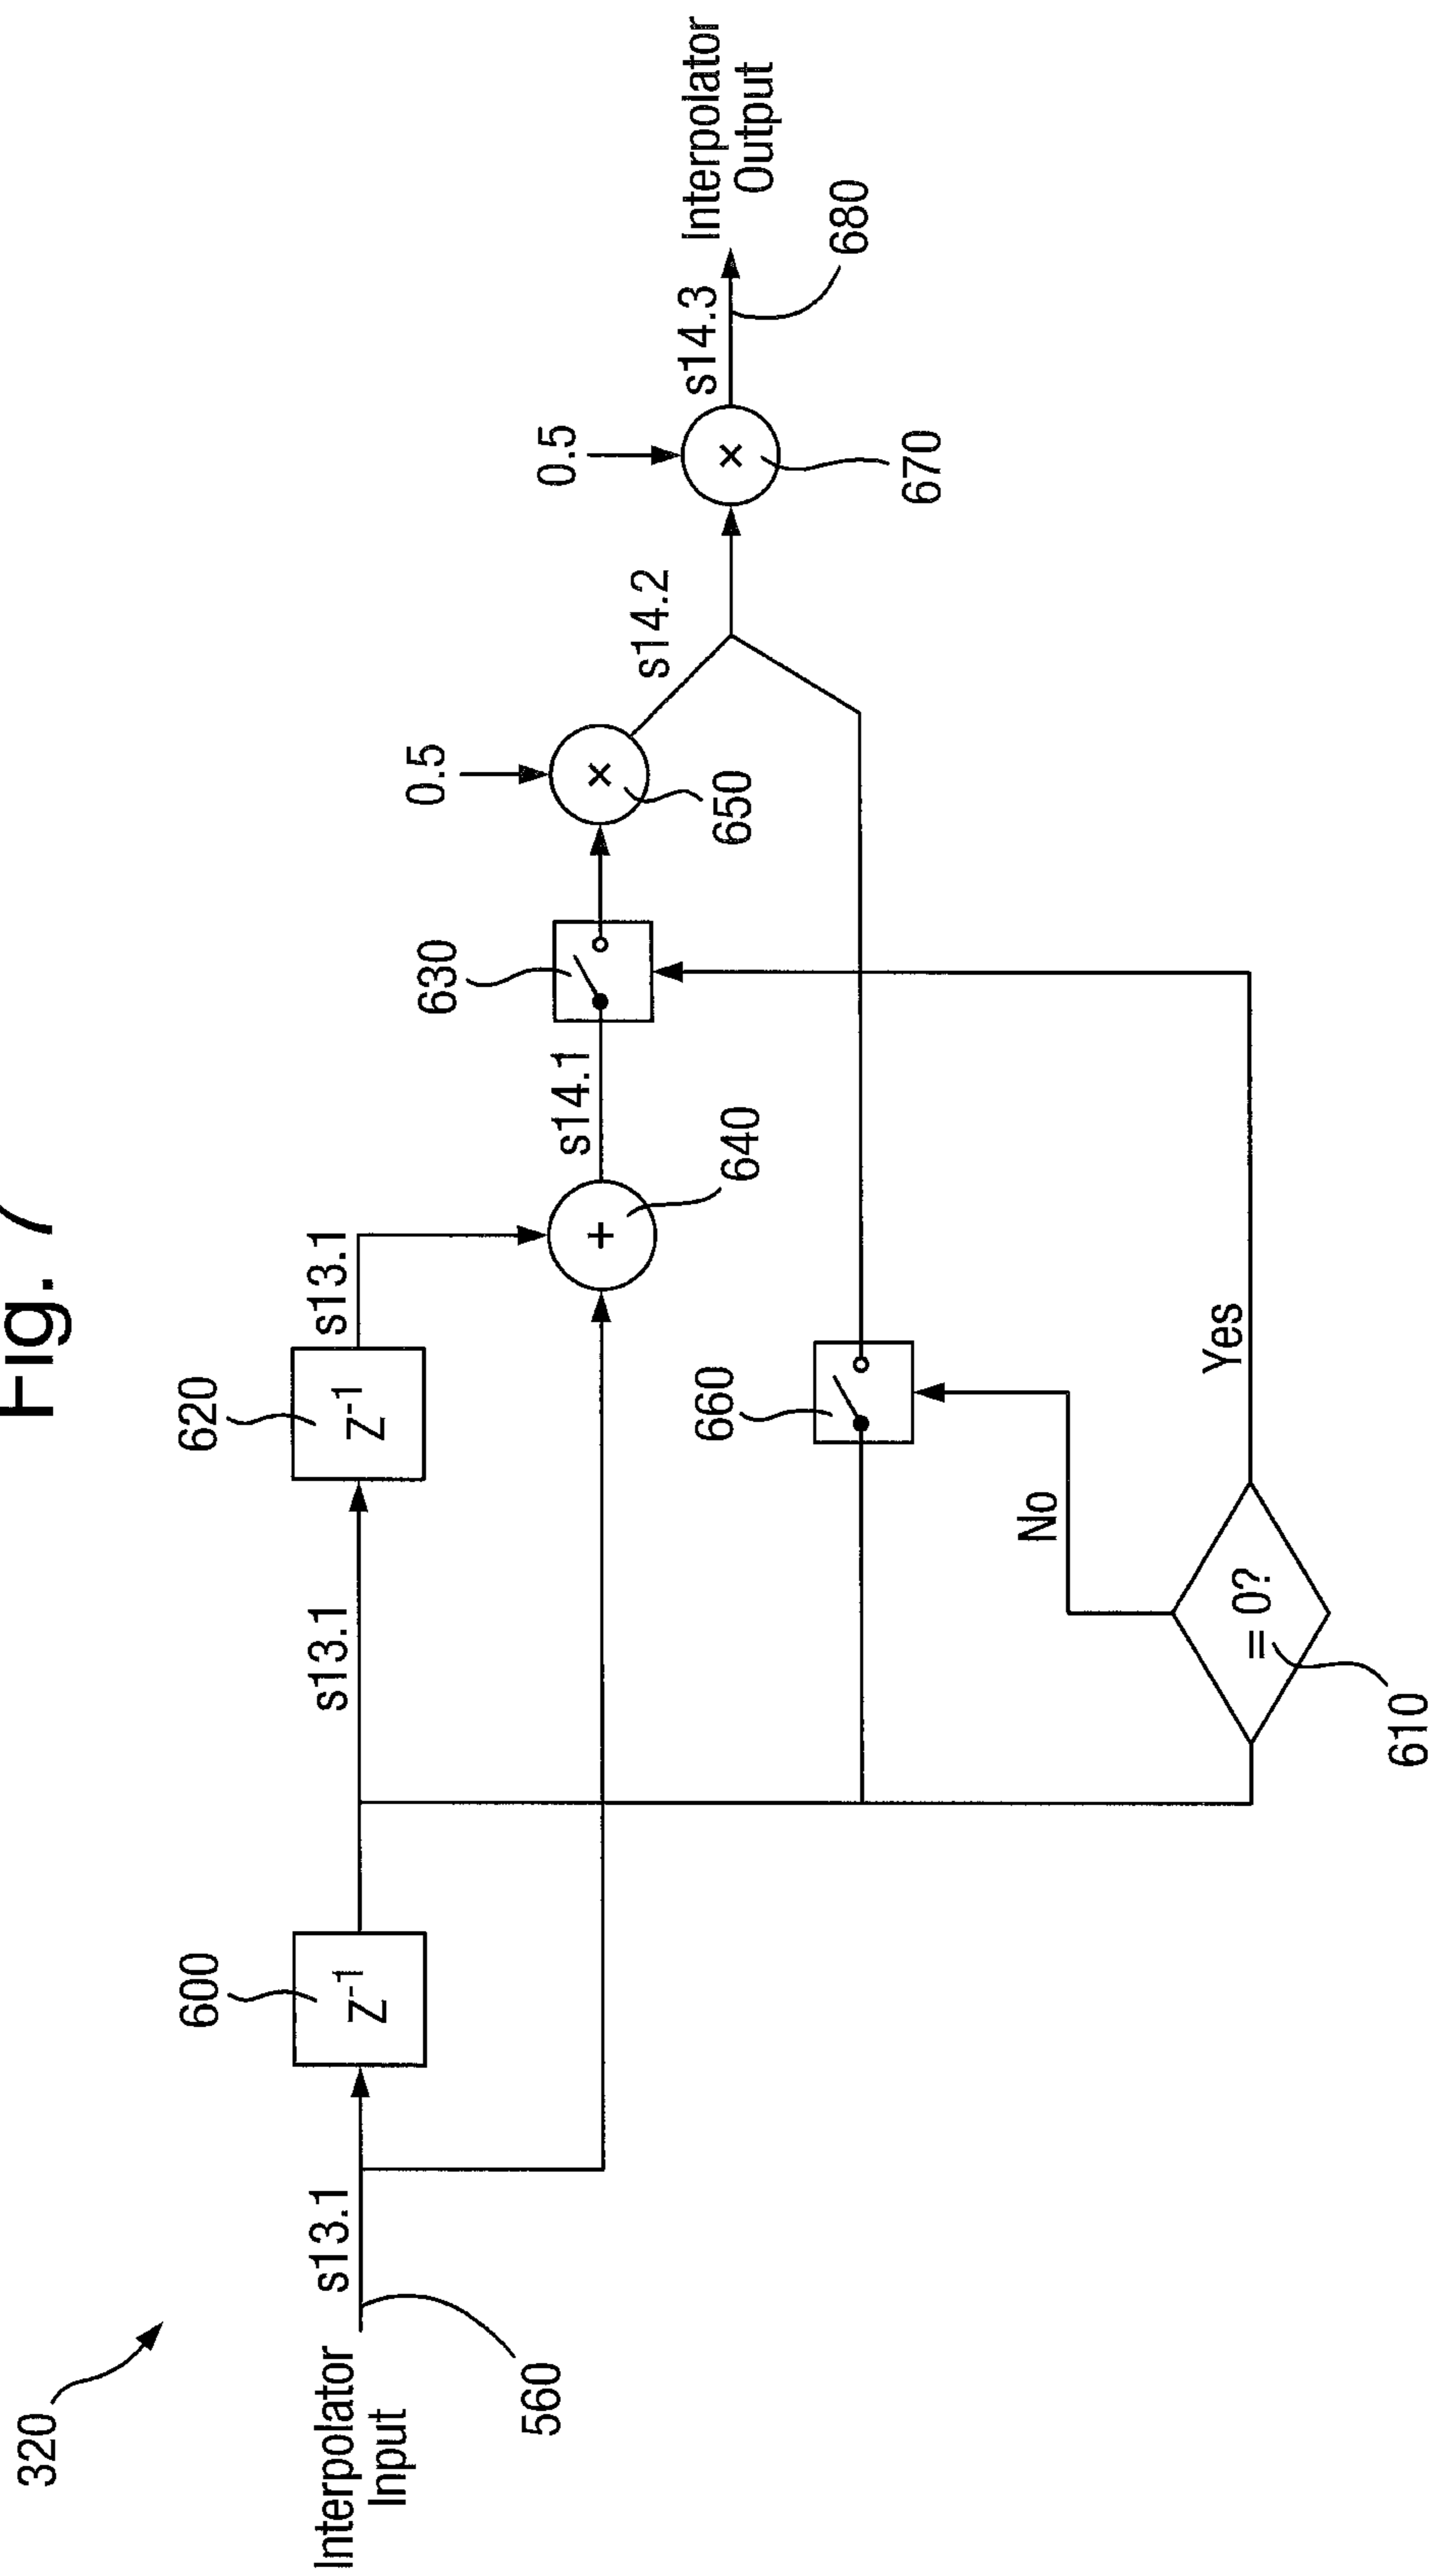 Fig. 7
320
Interpolator
Input
s13.1
560
600
Z-1
s13.1
620
Z-1
s13.1
+
640
s14.1
630
0.5
×
650
s14.2
0.5
×
670
s14.3
680
Interpolator
Output
660
No
Yes
= 0?
610